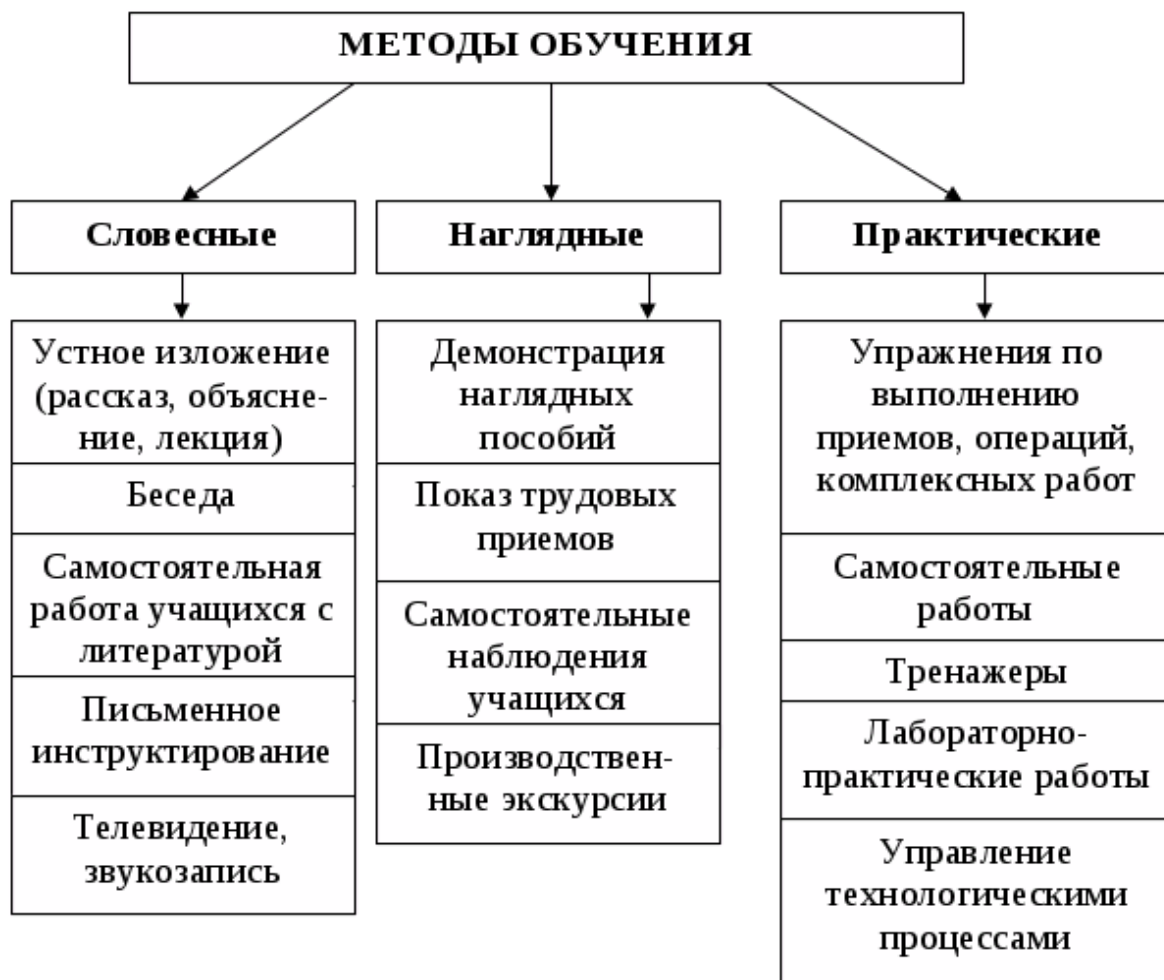 МЕТОДЫ ОБУЧЕНИЯ
Словесные
Устное изложение
(рассказ, объясне-
ние, лекция)
Беседа
Самостоятельная
работа учащихся с
литературой
Письменное
инструктирование
Телевидение,
звукозапись
Наглядные
Демонстрация
наглядных
пособий
Показ трудовых
приемов
Самостоятельные
наблюдения
учащихся
Производствен-
ные экскурсии
Практические
Упражнения по
выполнению
приемов, операций,
комплексных работ
Самостоятельные
работы
Тренажеры
Лабораторно-
практические работы
Управление
технологическими
процессами